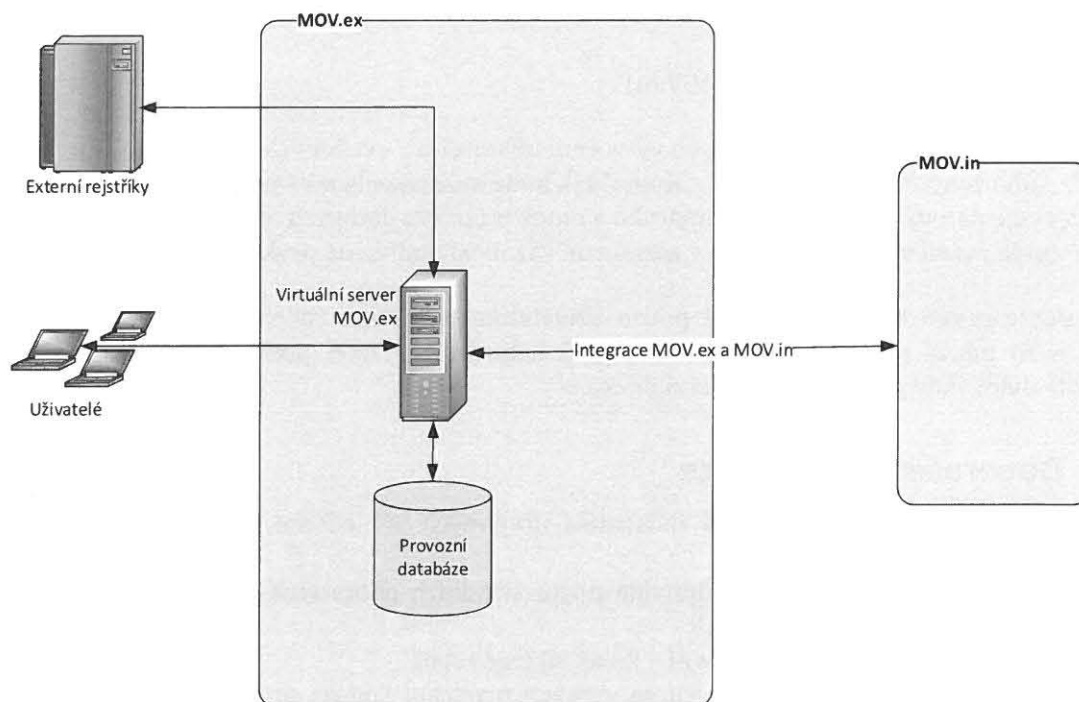 MOV.ex
MOV.in
Externí rejstříky
Virtuální server
MOV.ex
Integrace MOV.ex a MOV.in
Uživatelé
Provozní
databáze